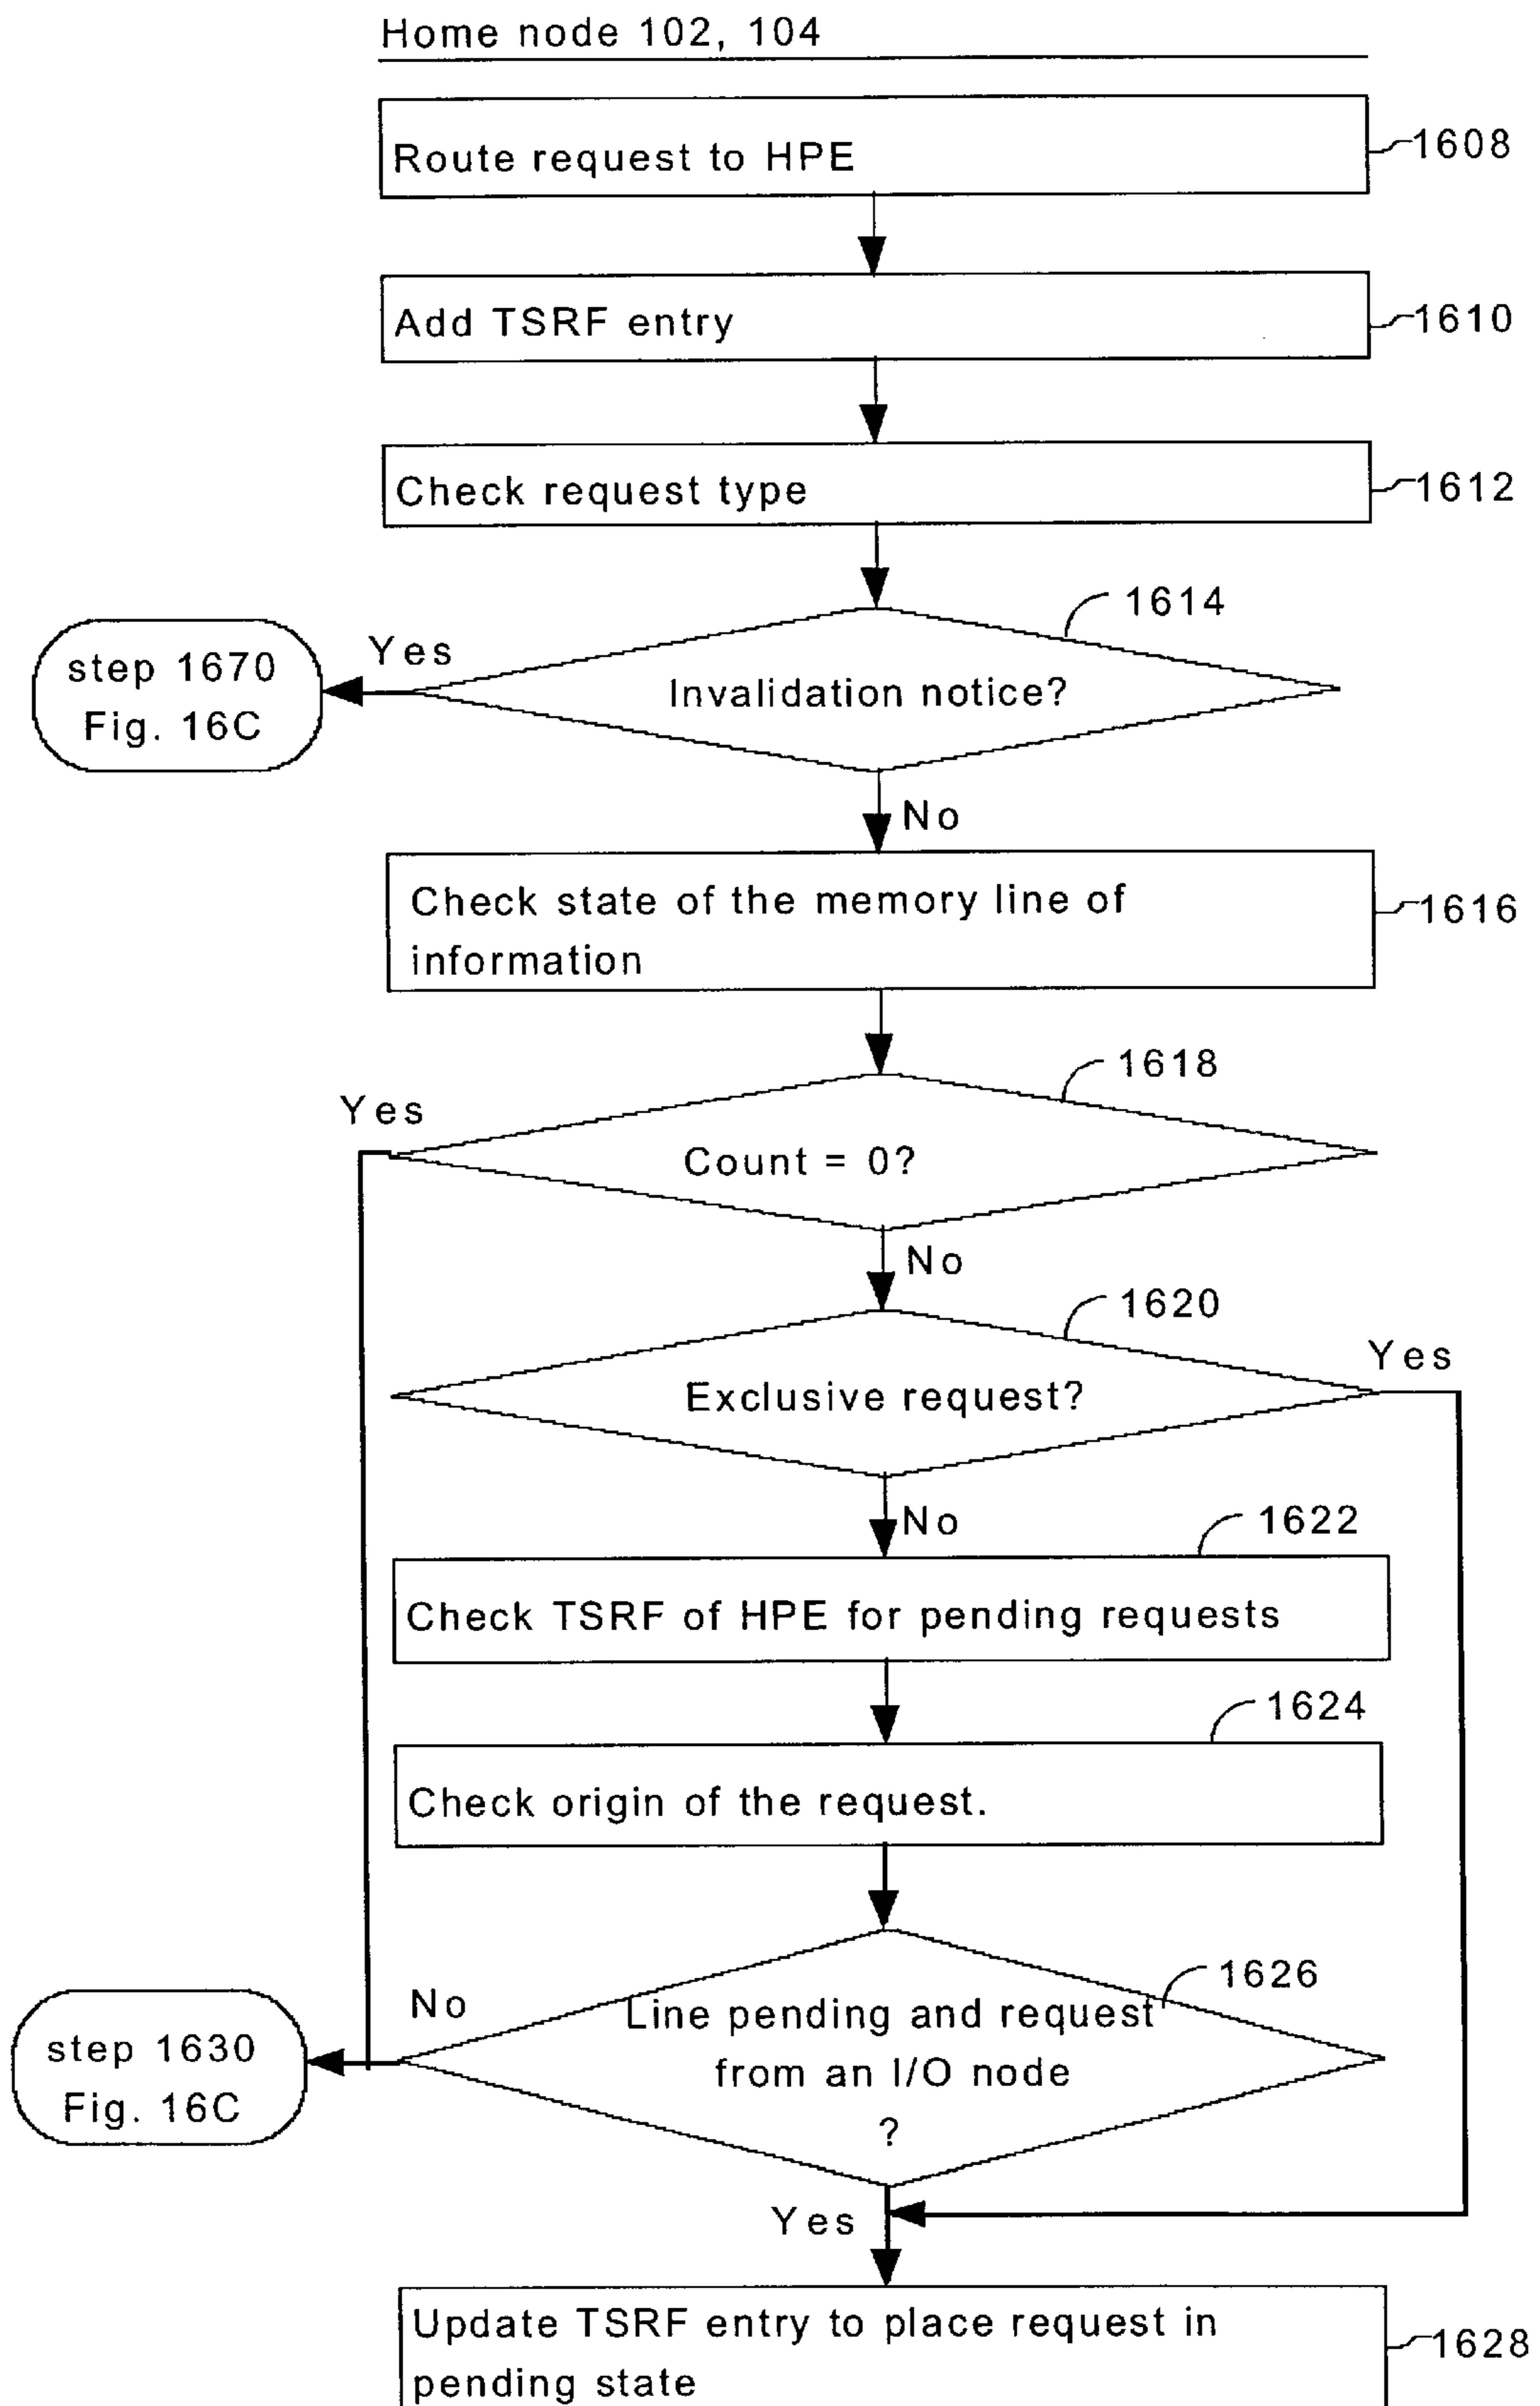 Home node 102, 104
Route request to HPE
1608
Add TSRF entry
1610
Check request type
1612
1614
Yes
step 1670
Fig. 16C
Invalidation notice?
No
Check state of the memory line of
information
1616
1618
Yes
Count = 0?
No
1620
Yes
Exclusive request?
No
1622
Check TSRF of HPE for pending requests
1624
Check origin of the request.
1626
No
Line pending and request
from an I/O node
?
step 1630
Fig. 16C
Yes
Update TSRF entry to place request in
pending state
1628